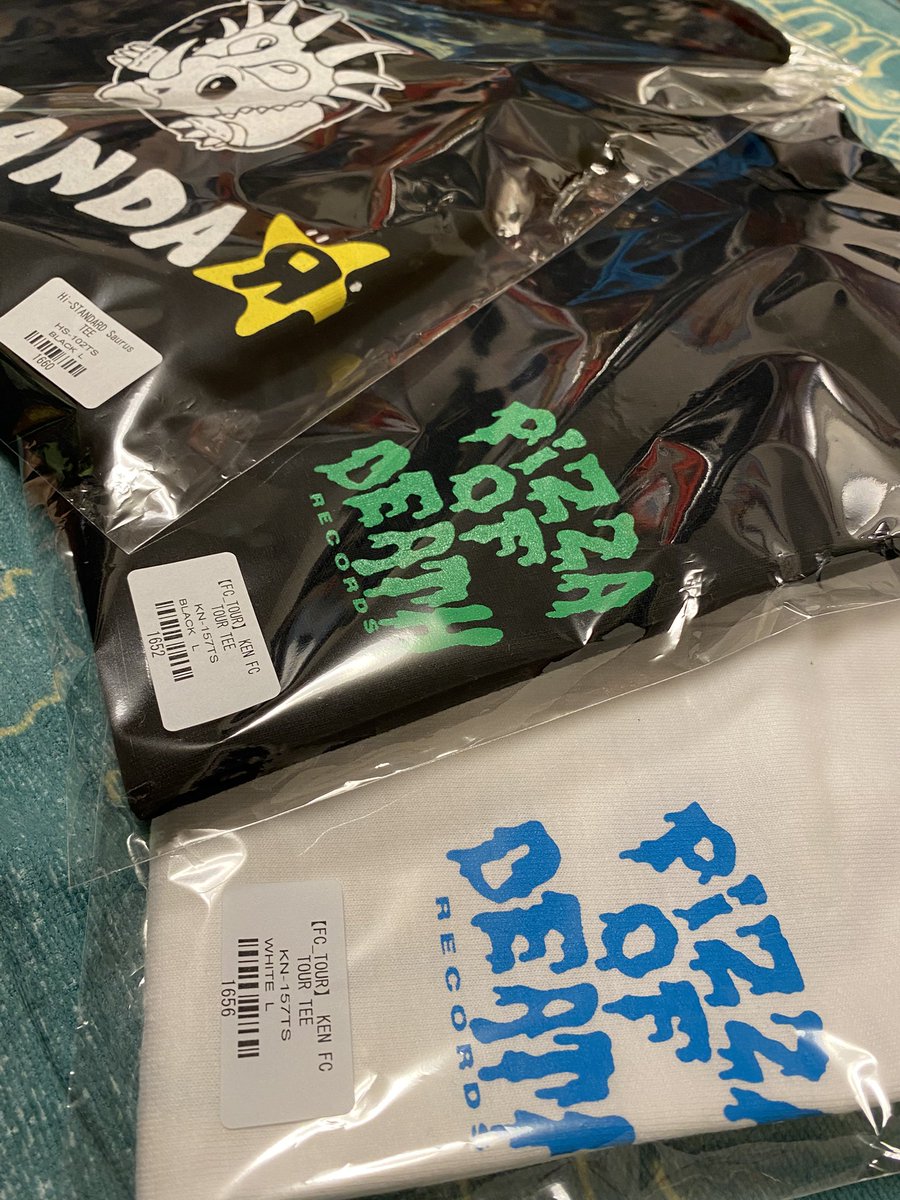 ANDA
R
Hi-STANDARD Saurus
TEE
HS-102TS
BLACK L
1660
PIZZA
OF
DEATH
RECORDS
【FC_TOUR】 KEN FC
TOUR TEE
KN-157TS
BLACK L
1652
PIZZA
OF
DEATH
RECORDS
【FC_TOUR】 KEN FC
TOUR TEE
KN-157TS
WHITE L
1656